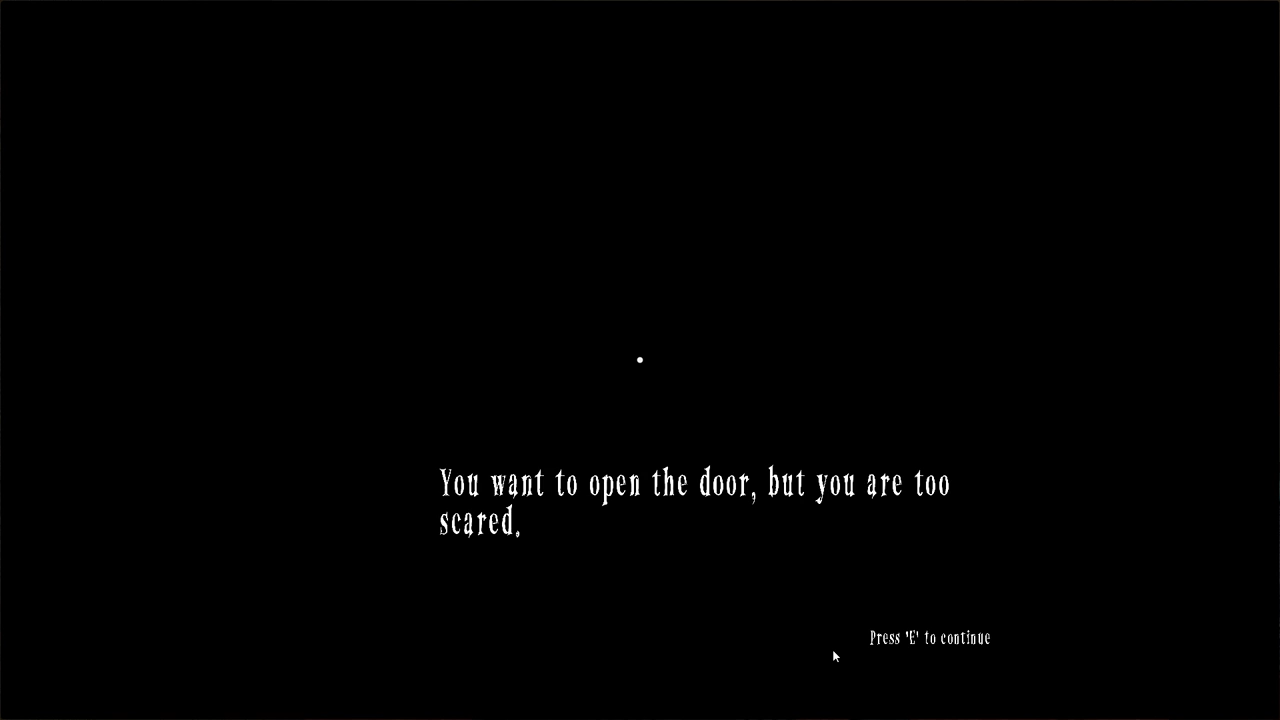 You want to open the door, but you are too
scared.
Press 'E' to continue